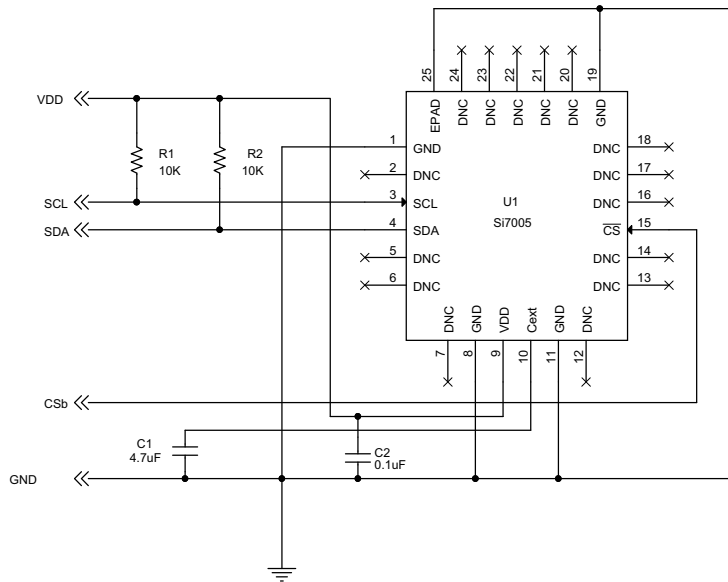 25
24
23
22
21
20
19
EPAD
DNC
DNC
DNC
DNC
DNC
GND
VDD
R1
10K
R2
10K
SCL
SDA
1
GND
2
DNC
3
SCL
4
SDA
5
DNC
6
DNC
U1
Si7005
DNC
18
DNC
17
DNC
16
CS
15
DNC
14
DNC
13
DNC
GND
VDD
Cext
GND
DNC
7
8
9
10
11
12
CSb
C1
4.7uF
C2
0.1uF
GND